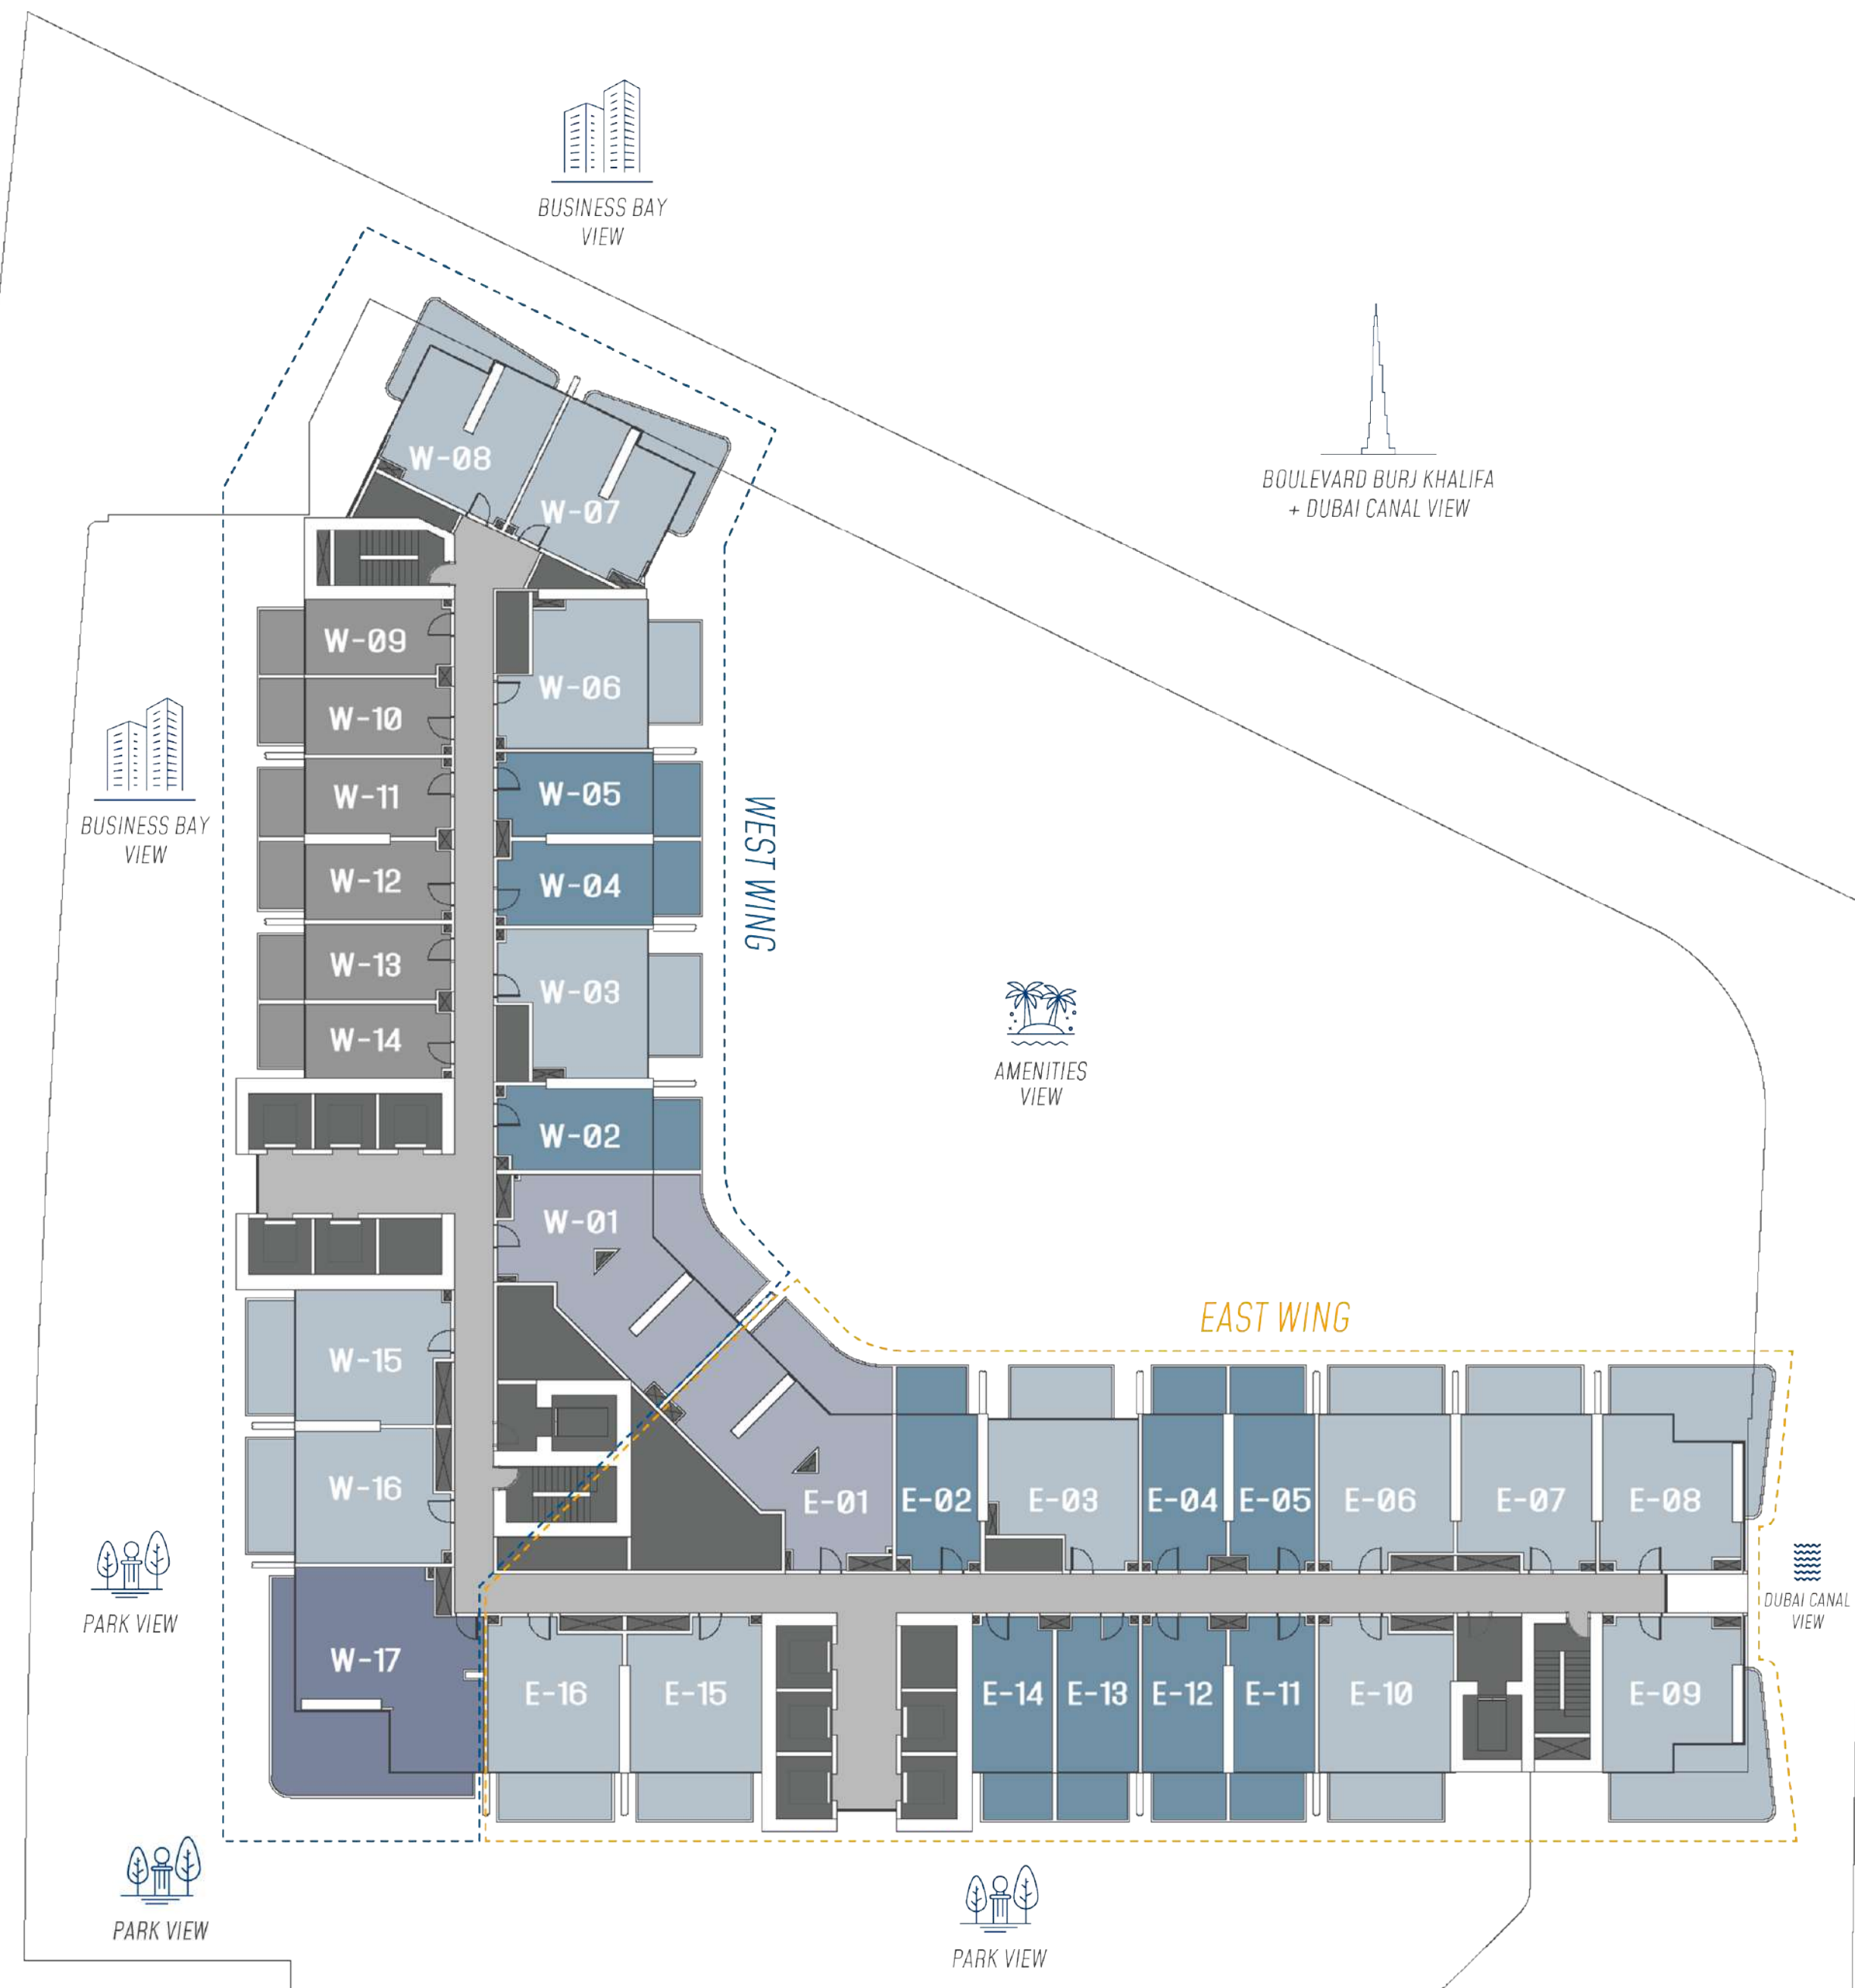 BUSINESS BAY
VIEW
BOULEVARD BURJ KHALIFA
+ DUBAI CANAL VIEW
W-08
W-07
W-09
W-06
W-10
W-11
W-05
BUSINESS BAY
VIEW
WEST WING
W-12
W-04
W-13
W-03
W-14
AMENITIES
VIEW
W-02
W-01
EAST WING
W-15
W-16
E-01
E-02
E-03
E-04
E-05
E-06
E-07
E-08
PARK VIEW
DUBAI CANAL
VIEW
W-17
E-16
E-15
E-14
E-13
E-12
E-11
E-10
E-09
PARK VIEW
PARK VIEW